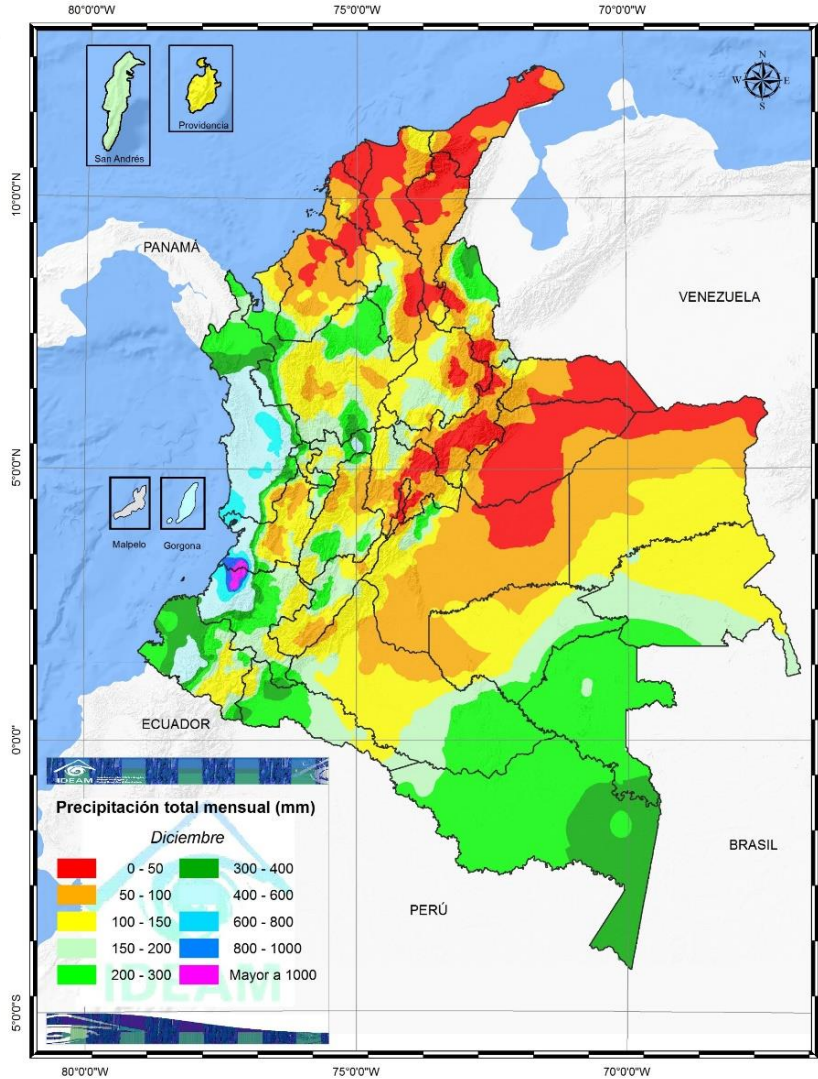 80°0'0"W 75°0'0"W 70°0'0"W
N
W E
S
San Andrés
Providencia
10°0'0"N
PANAMÁ
VENEZUELA
5°0'0"N
Malpelo Gorgona
ECUADOR
0°0'0"
IDEAM
Precipitación total mensual (mm)
Diciembre
0 - 50 300 - 400
50 - 100 400 - 600
100 - 150 600 - 800
150 - 200 800 - 1000
200 - 300 Mayor a 1000
IDEAM
BRASIL
PERÚ
5°0'0"S
80°0'0"W 75°0'0"W 70°0'0"W